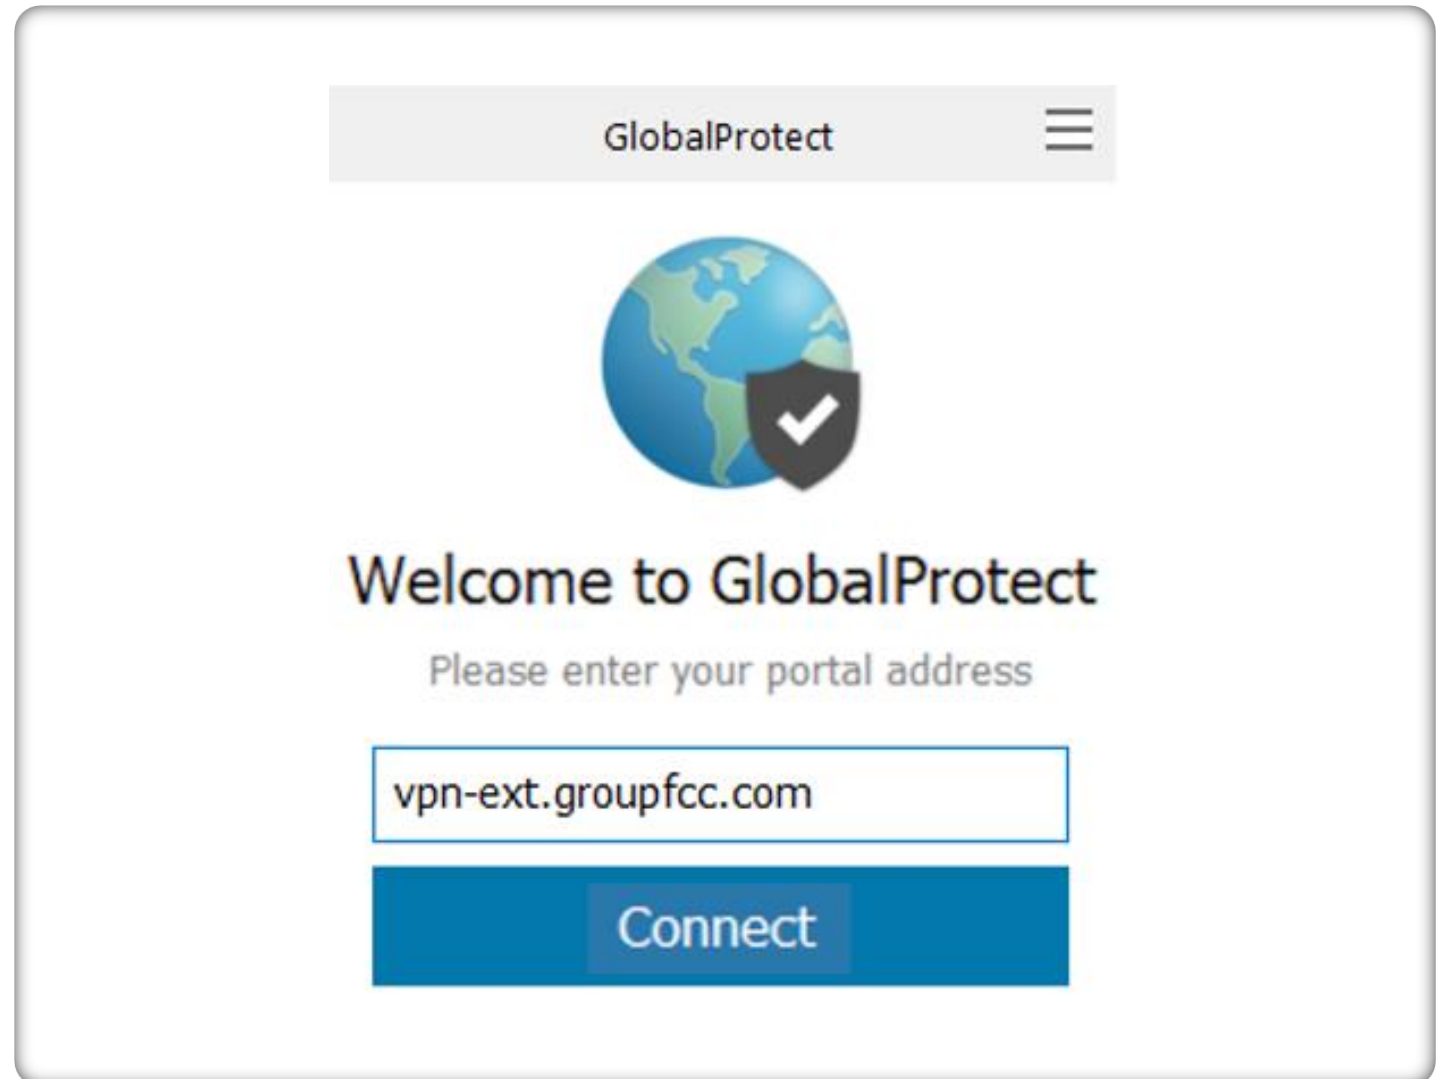 GlobalProtect
Welcome to GlobalProtect
Please enter your portal address
vpn-ext.groupfcc.com
Connect